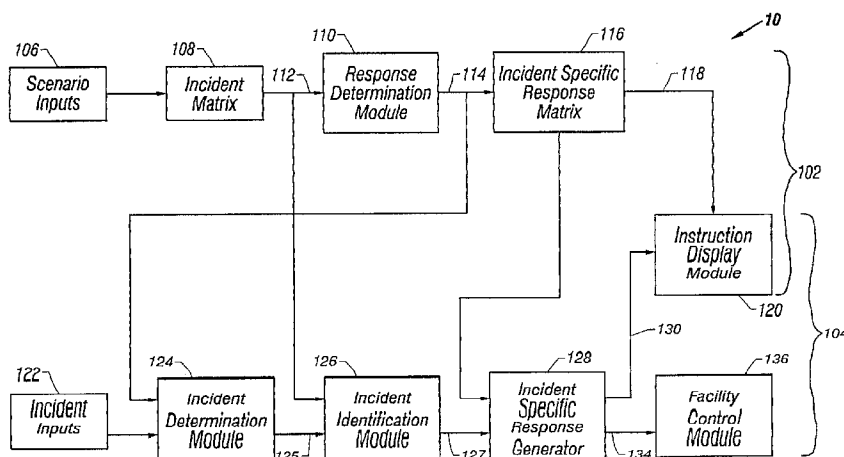 10
106
108
110
116
Scenario
Inputs
Incident
Matrix
112
Response
Determination
Module
114
Incident Specific
Response
Matrix
118
102
Instruction
Display
Module
120
130
104
122
124
126
128
136
Incident
Inputs
Incident
Determination
Module
125
Incident
Identification
Module
127
Incident
Specific
Response
Generator
134
Facility
Control
Module